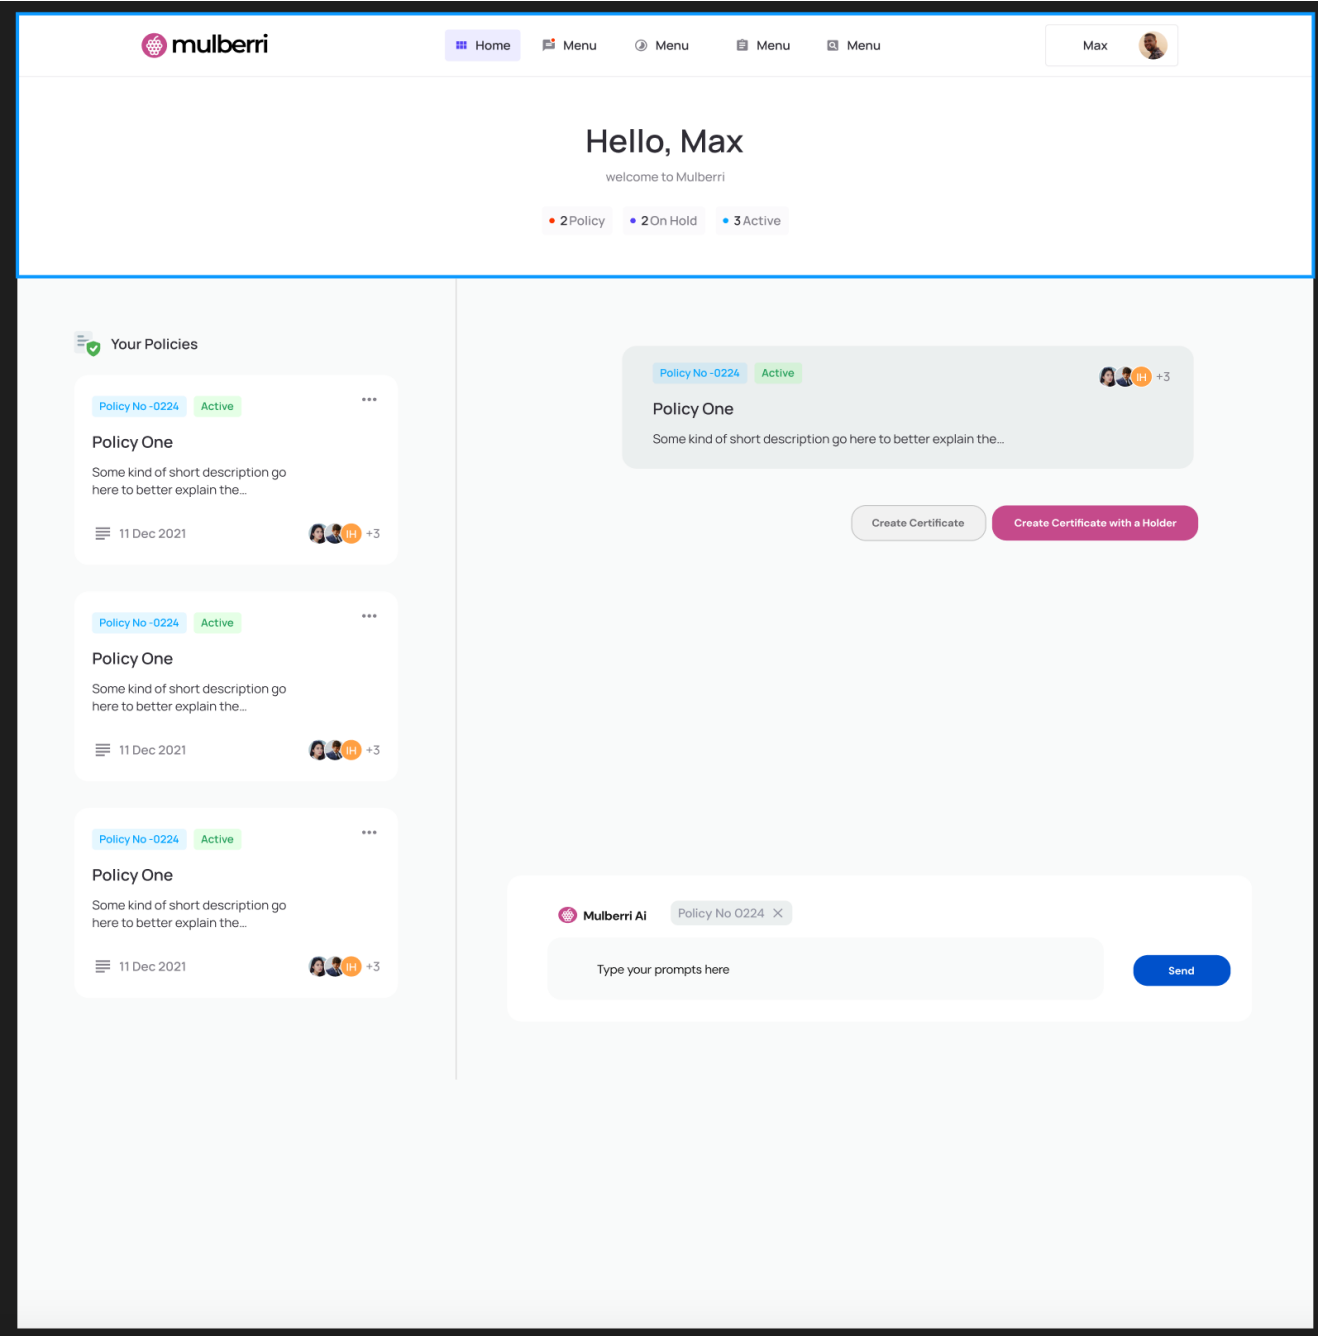 mulberri
Home
Menu
Menu
Menu
Menu
Max
Hello, Max
welcome to Mulberri
2 Policy
2 On Hold
3 Active
Your Policies
Policy No -0224
Active
Policy One
Some kind of short description go
here to better explain the...
11 Dec 2021
IH
+3
Policy No -0224
Active
Policy One
Some kind of short description go
here to better explain the...
11 Dec 2021
IH
+3
Policy No -0224
Active
Policy One
Some kind of short description go
here to better explain the...
11 Dec 2021
IH
+3
Policy No -0224
Active
IH
+3
Policy One
Some kind of short description go here to better explain the...
Create Certificate
Create Certificate with a Holder
Mulberri Ai
Policy No 0224
Type your prompts here
Send